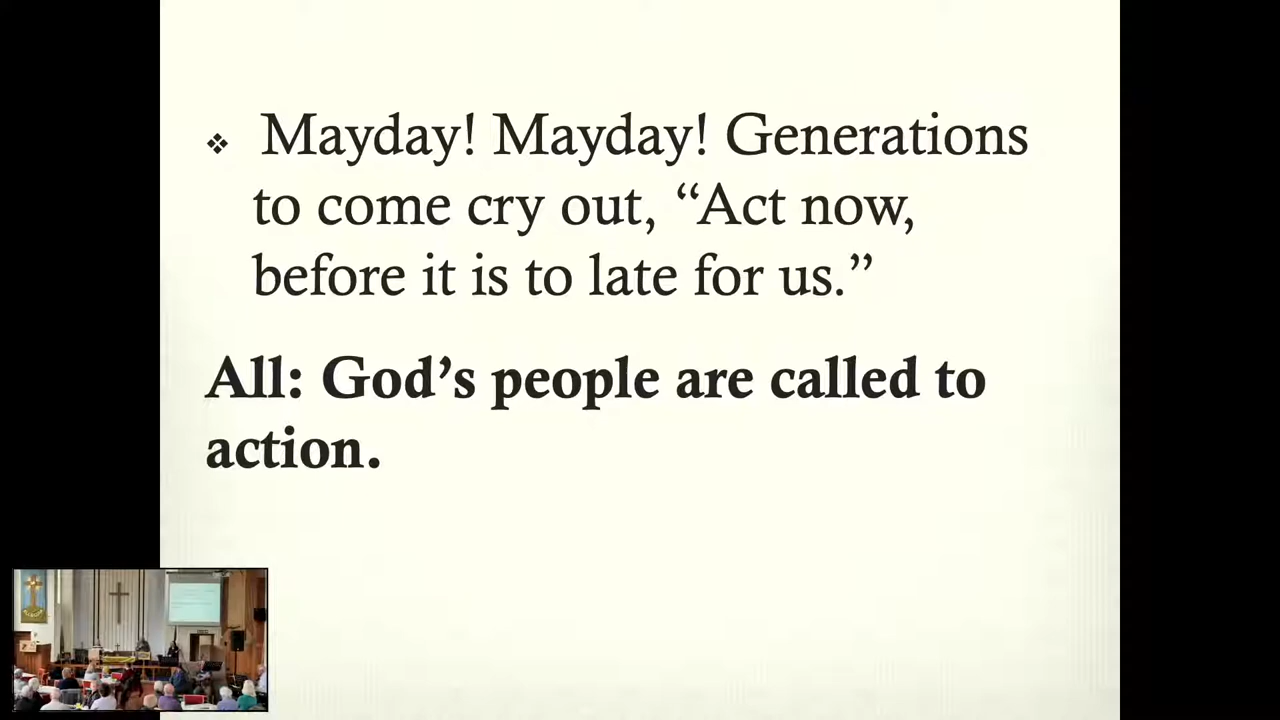 ❖ Mayday! Mayday! Generations
to come cry out, “Act now,
before it is to late for us.”
All: God’s people are called to
action.